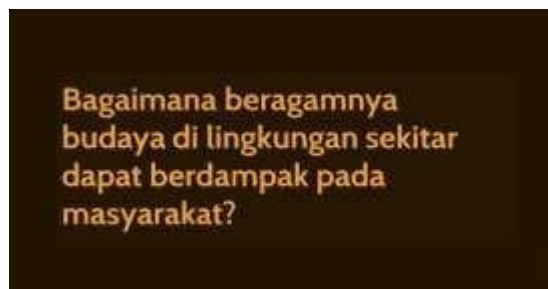 Bagaimana beragamnya
budaya di lingkungan sekitar
dapat berdampak pada
masyarakat?